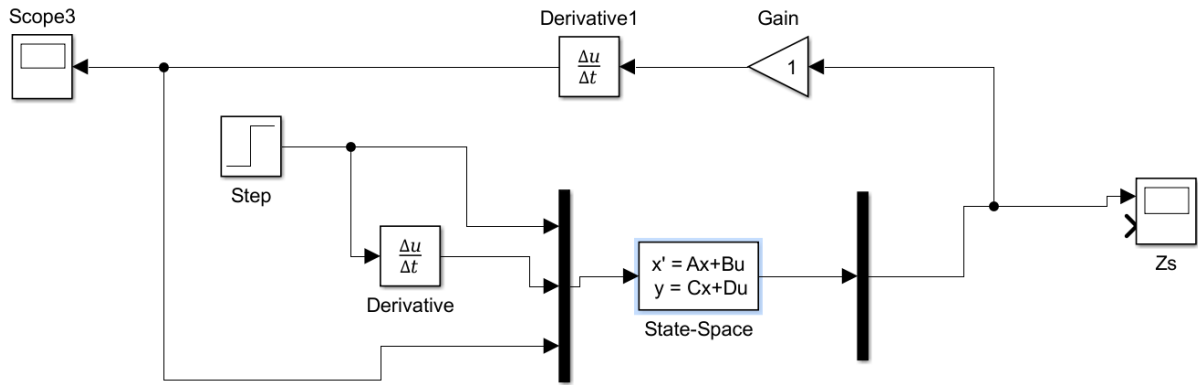 Scope3
Derivative1
Gain
Δu
Δt
1
Step
Δu
Δt
Derivative
x' = Ax+Bu
y = Cx+Du
State-Space
Zs